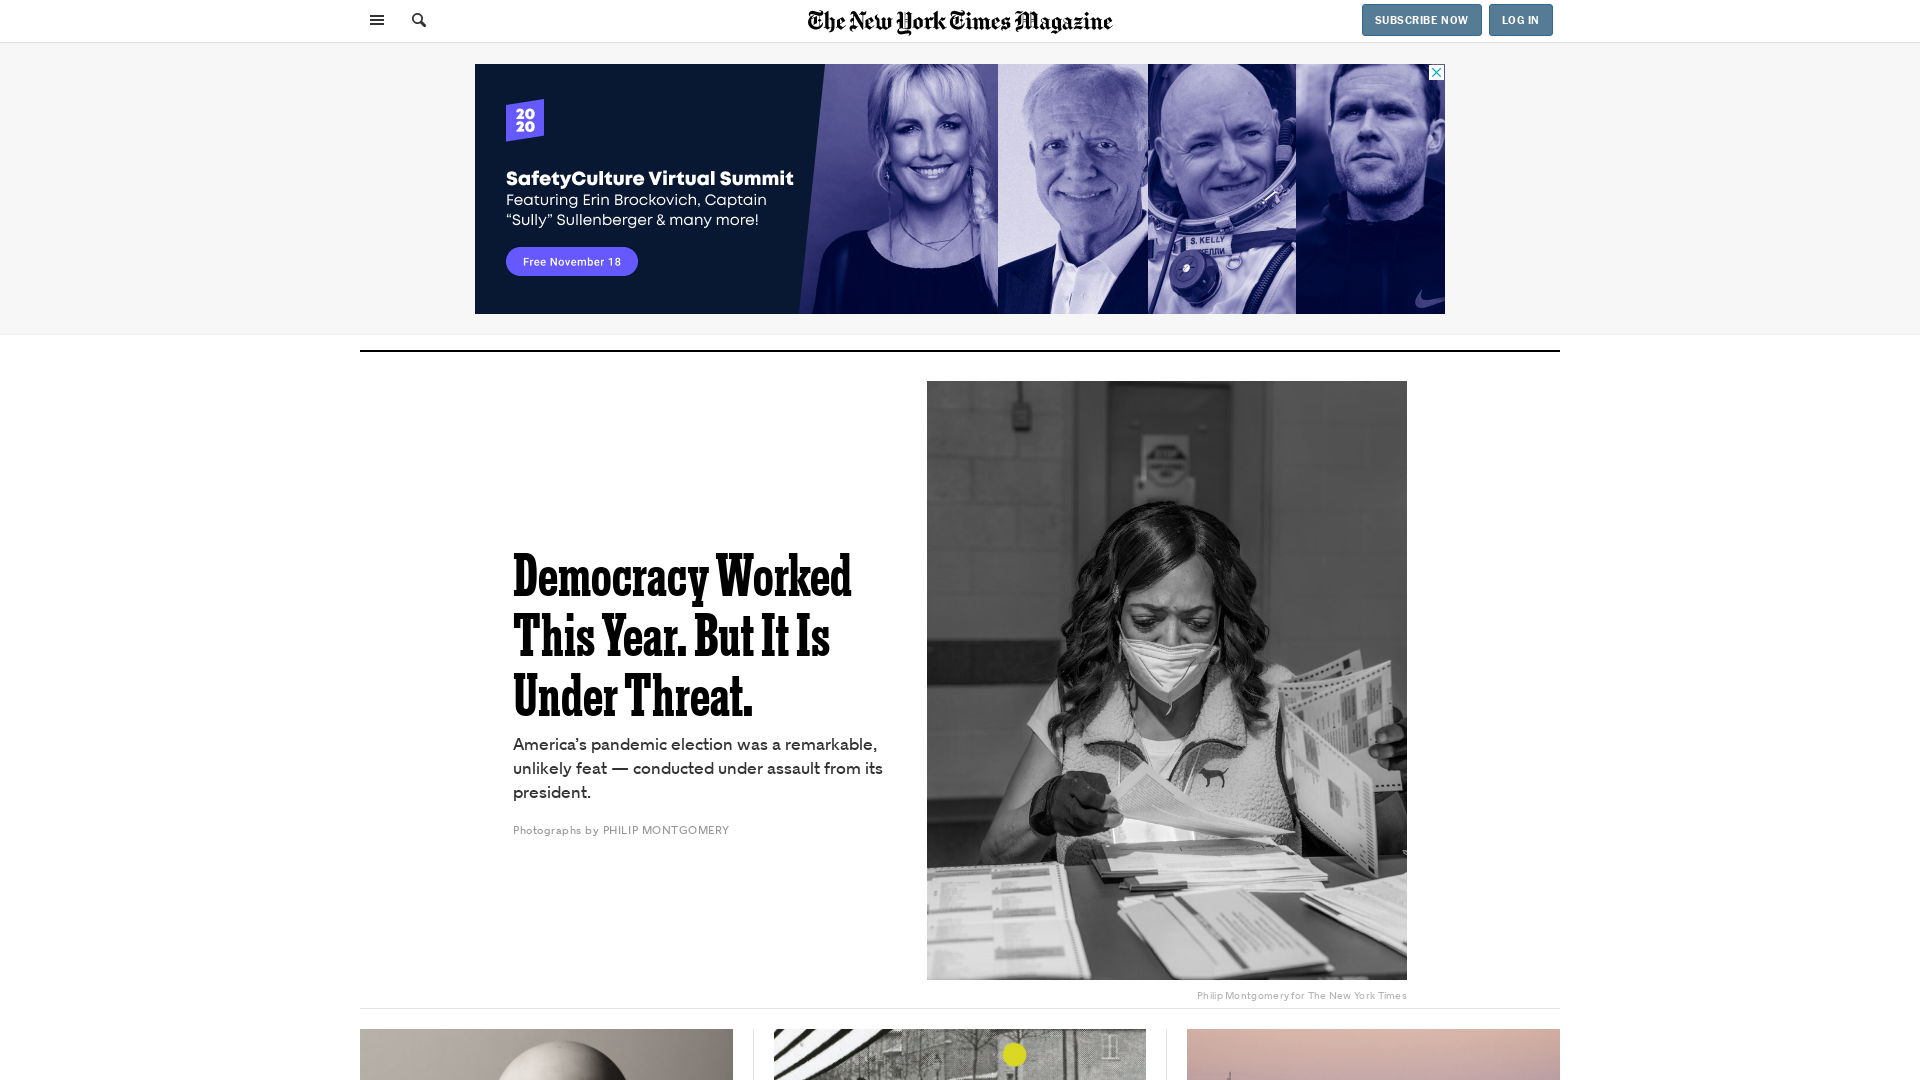 The New York Times Magazine
SUBSCRIBE NOW
LOG IN
20
20
SafetyCulture Virtual Summit
Featuring Erin Brockovich, Captain
“Sully” Sullenberger & many more!
Free November 18
S. KELLY
Democracy Worked
This Year. But It Is
Under Threat.
America’s pandemic election was a remarkable,
unlikely feat — conducted under assault from its
president.
Photographs by PHILIP MONTGOMERY
Philip Montgomery for The New York Times